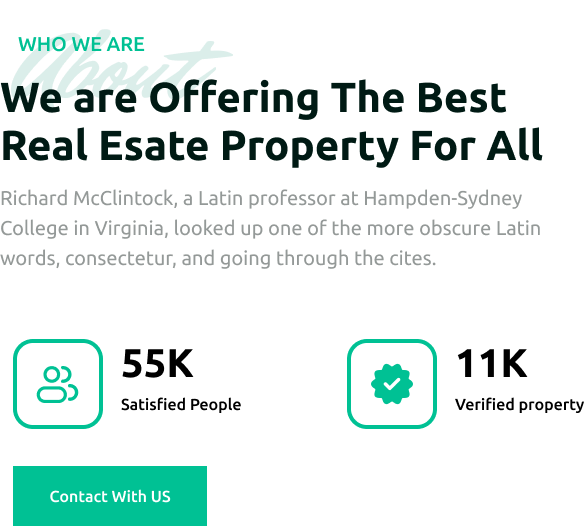 WHO WE ARE
About
We are Offering The Best
Real Esate Property For All
Richard McClintock, a Latin professor at Hampden-Sydney
College in Virginia, looked up one of the more obscure Latin
words, consectetur, and going through the cites.
55K
Satisfied People
11K
Verified property
Contact With US